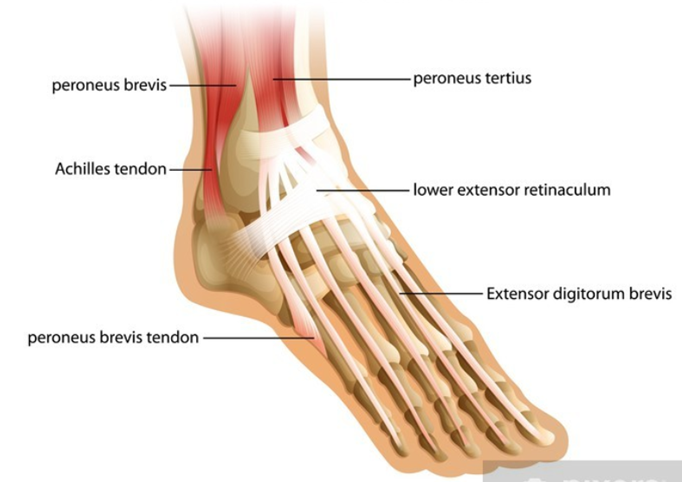 peroneus brevis
peroneus tertius
Achilles tendon
lower extensor retinaculum
Extensor digitorum brevis
peroneus brevis tendon